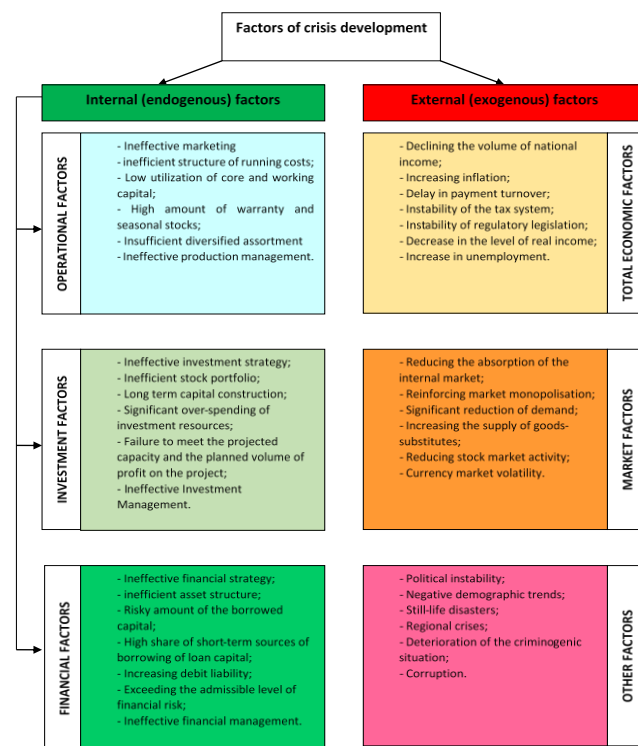 Factors of crisis development
Internal (endogenous) factors
External (exogenous) factors
OPERATIONAL FACTORS
- Ineffective marketing
- inefficient structure of running costs;
- Low utilization of core and working
capital;
- High amount of warranty and
seasonal stocks;
- Insufficient diversified assortment
- Ineffective production management.
- Declining the volume of national
income;
- Increasing inflation;
- Delay in payment turnover;
- Instability of the tax system;
- Instability of regulatory legislation;
- Decrease in the level of real income;
- Increase in unemployment.
TOTAL ECONOMIC FACTORS
INVESTMENT FACTORS
- Ineffective investment strategy;
- Inefficient stock portfolio;
- Long term capital construction;
- Significant over-spending of
investment resources;
- Failure to meet the projected
capacity and the planned volume of
profit on the project;
- Ineffective Investment
Management.
- Reducing the absorption of the
internal market;
- Reinforcing market monopolisation;
- Significant reduction of demand;
- Increasing the supply of goods-
substitutes;
- Reducing stock market activity;
- Currency market volatility.
MARKET FACTORS
FINANCIAL FACTORS
- Ineffective financial strategy;
- inefficient asset structure;
- Risky amount of the borrowed
capital;
- High share of short-term sources of
borrowing of loan capital;
- Increasing debit liability;
- Exceeding the admissible level of
financial risk;
- Ineffective financial management.
- Political instability;
- Negative demographic trends;
- Still-life disasters;
- Regional crises;
- Deterioration of the criminogenic
situation;
- Corruption.
OTHER FACTORS